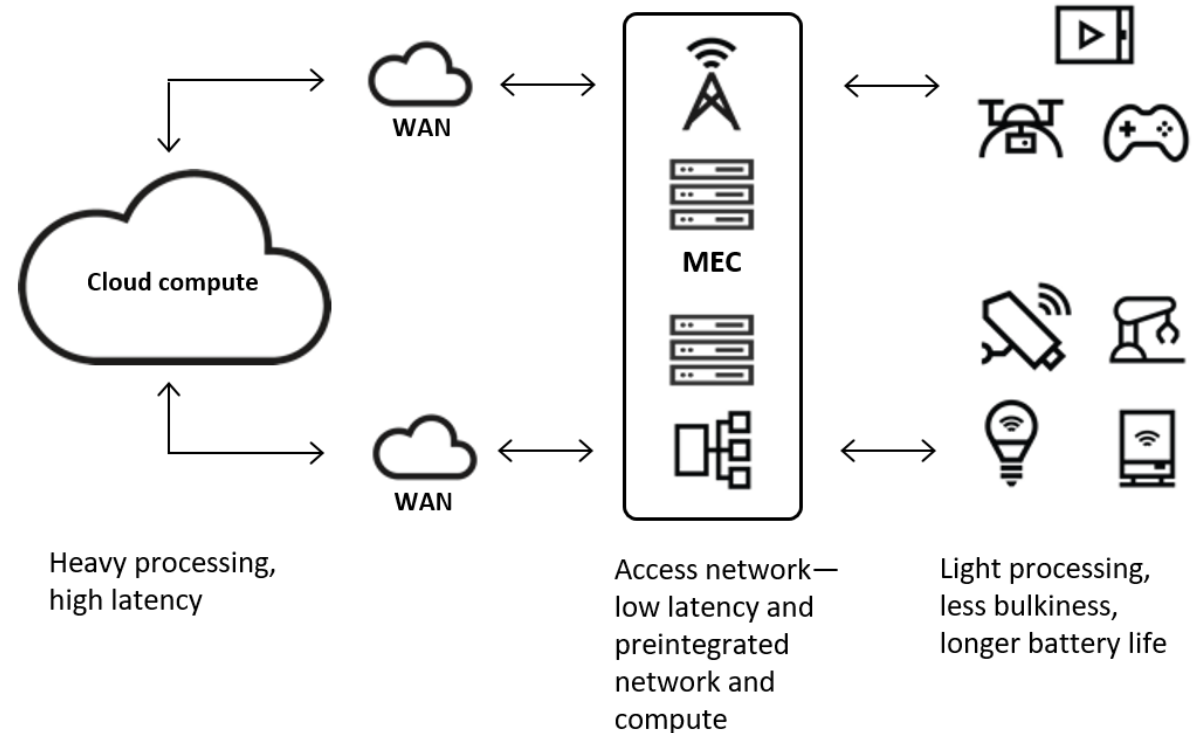 WAN
Cloud compute
MEC
WAN
Heavy processing,
high latency
Access network—
low latency and
preintegrated
network and
compute
Light processing,
less bulkiness,
longer battery life